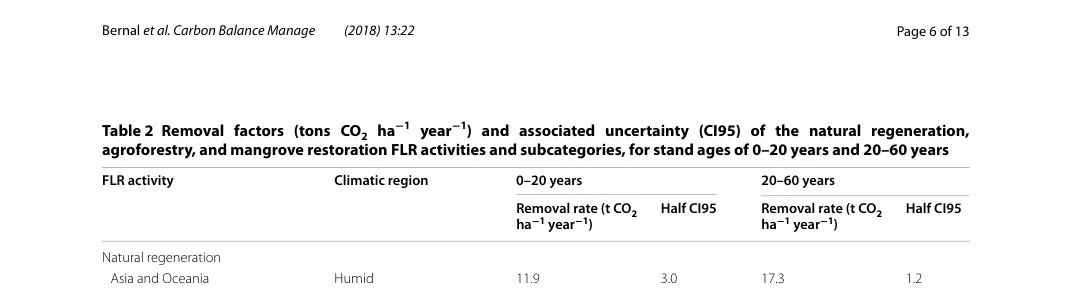 Bernal et al. Carbon Balance Manage (2018) 13:22 Page 6 of 13
Table 2 Removal factors (tons CO₂ ha⁻¹ year⁻¹) and associated uncertainty (CI95) of the natural regeneration,
agroforestry, and mangrove restoration FLR activities and subcategories, for stand ages of 0–20 years and 20–60 years
FLR activity Climatic region 0–20 years 20–60 years
Removal rate (t CO₂ Half CI95 Removal rate (t CO₂ Half CI95
ha⁻¹ year⁻¹) ha⁻¹ year⁻¹)
Natural regeneration
Asia and Oceania Humid 11.9 3.0 17.3 1.2